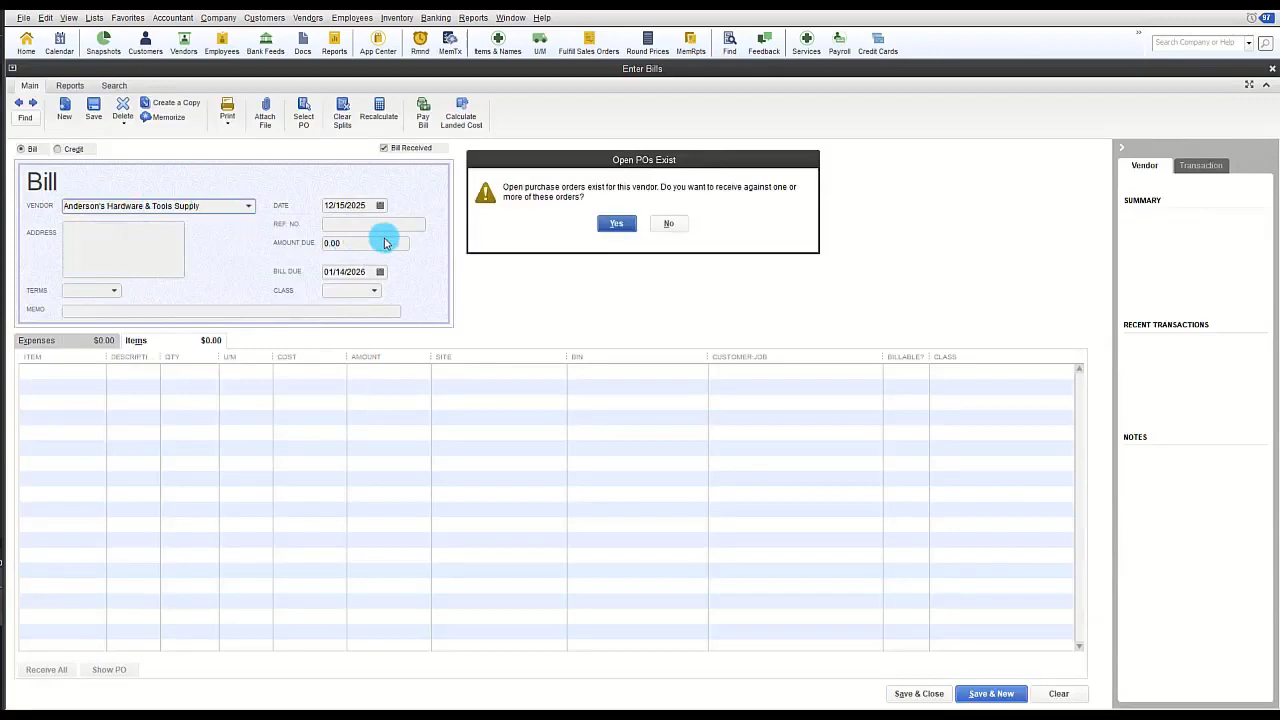 File Edit View Lists Favorites Accountant Company Customers Vendors Employees Inventory Banking Reports Window Help 97
Home Calendar Snapshots Customers Vendors Employees Bank Feeds Docs Reports App Center Rmnd MemTx Items & Names U/M Fulfill Sales Orders Round Prices MemRpts Find Feedback Services Payroll Credit Cards » Search Company or Help
Enter Bills
Main Reports Search
Find New Save Delete Create a Copy Memorize Print Attach File Select PO Clear Splits Recalculate Pay Bill Calculate Landed Cost
Bill Credit Bill Received
Bill
VENDOR Anderson's Hardware & Tools Supply DATE 12/15/2025
ADDRESS REF. NO.
AMOUNT DUE 0.00
BILL DUE 01/14/2026
TERMS CLASS
MEMO
Open POs Exist
Open purchase orders exist for this vendor. Do you want to receive against one or
more of these orders?
Yes No
Vendor Transaction
SUMMARY
RECENT TRANSACTIONS
NOTES
Expenses $0.00 Items $0.00
ITEM DESCRIPTI... QTY U/M COST AMOUNT SITE BIN CUSTOMER:JOB BILLABLE? CLASS
Receive All Show PO
Save & Close Save & New Clear